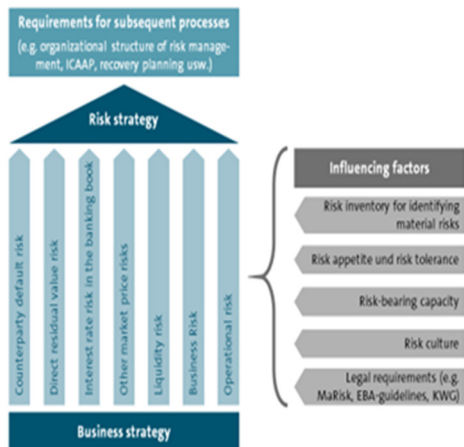 Requirements for subsequent processes
(e.g. organizational structure of risk manage-
ment, ICAAP, recovery planning usw.)
Risk strategy
Counterparty default risk
Direct residual value risk
Interest rate risk in the banking book
Other market price risks
Liquidity risk
Business Risk
Operational risk
Business strategy
Influencing factors
Risk inventory for identifying
material risks
Risk appetite und risk tolerance
Risk-bearing capacity
Risk culture
Legal requirements (e.g.
MaRisk, EBA-guidelines, KWG)